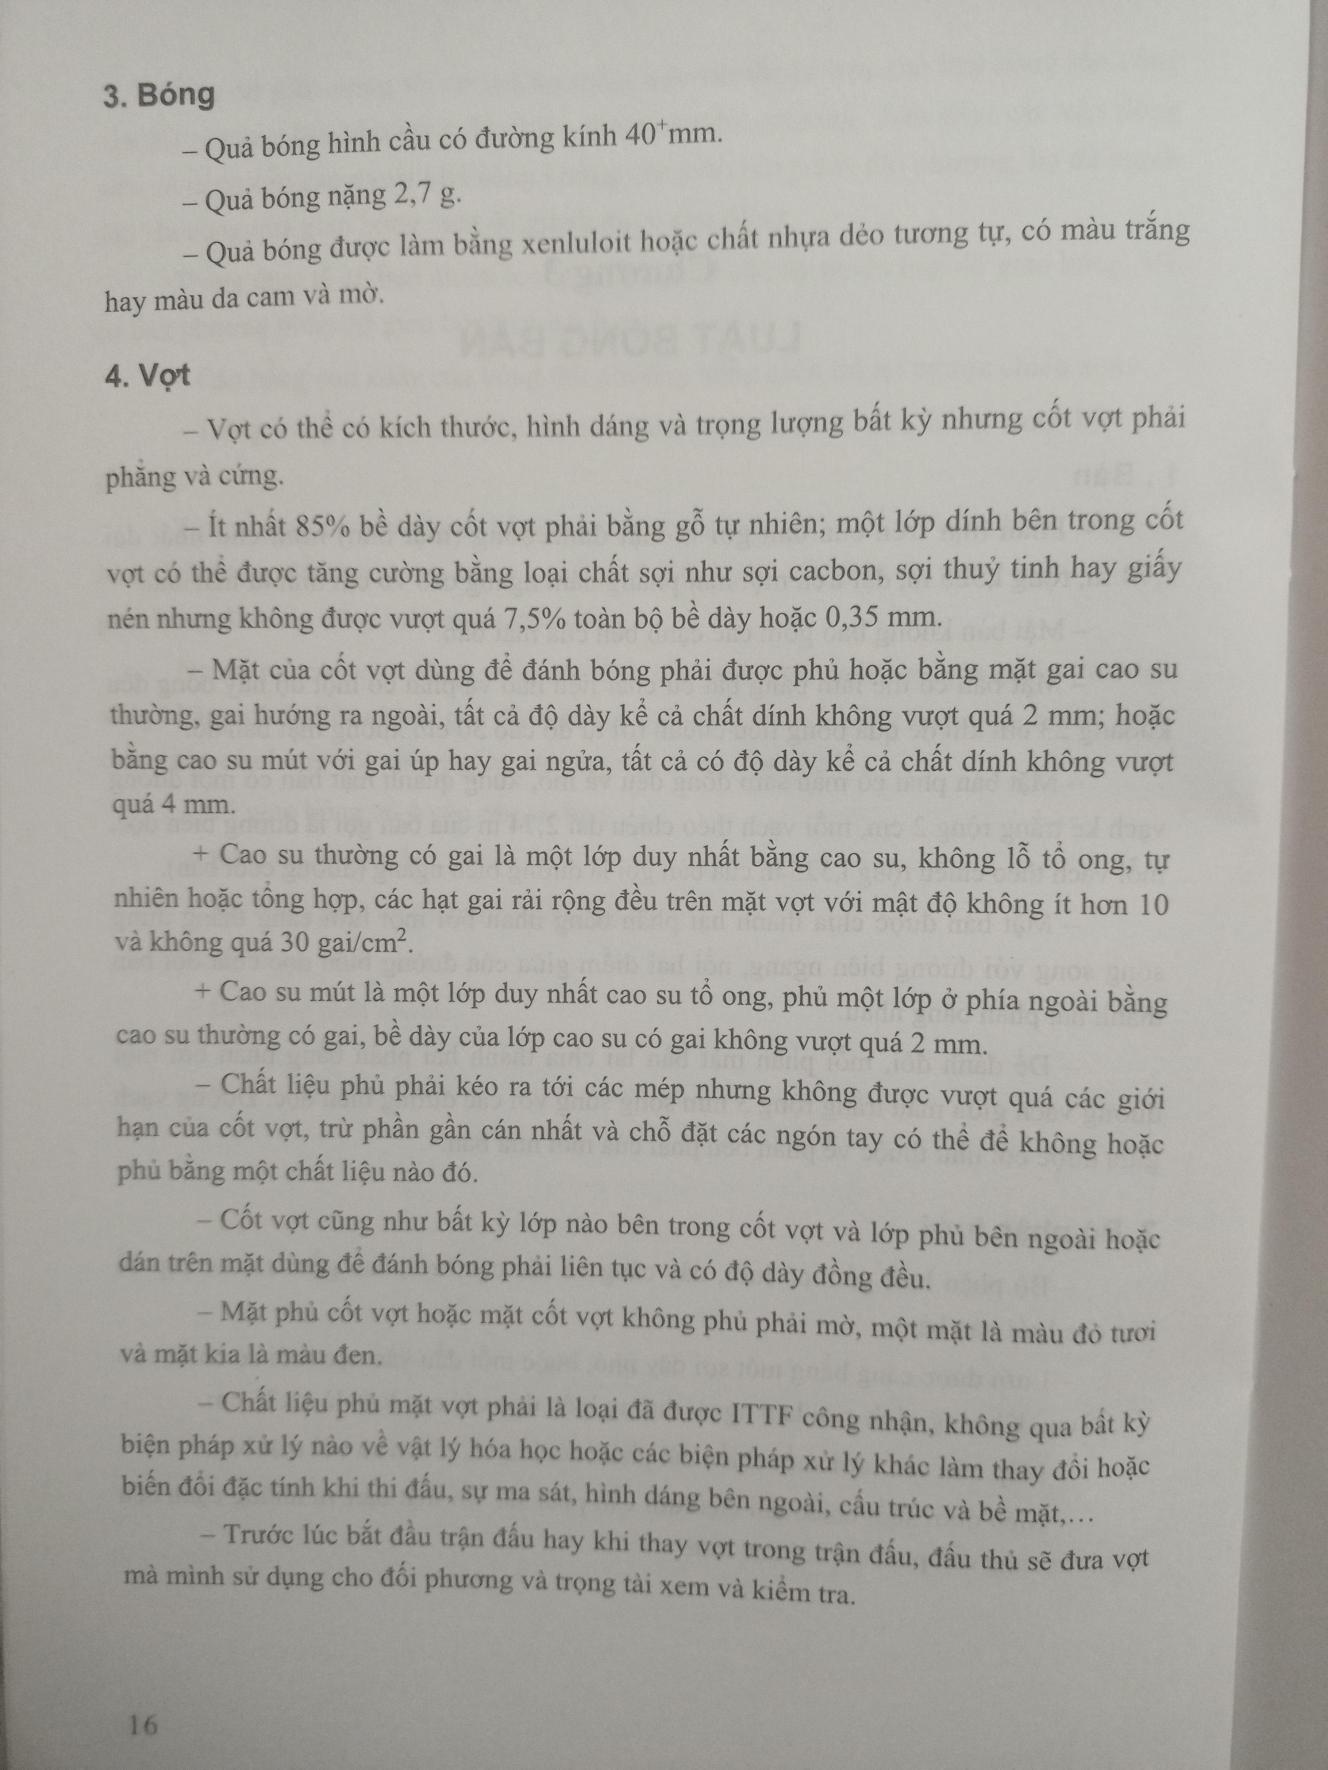 3. Bóng
– Quả bóng hình cầu có đường kính 40⁺mm.
– Quả bóng nặng 2,7 g.
– Quả bóng được làm bằng xenluloit hoặc chất nhựa dẻo tương tự, có màu trắng
hay màu da cam và mờ.
4. Vợt
– Vợt có thể có kích thước, hình dáng và trọng lượng bất kỳ nhưng cốt vợt phải
phẳng và cứng.
– Ít nhất 85% bề dày cốt vợt phải bằng gỗ tự nhiên; một lớp dính bên trong cốt
vợt có thể được tăng cường bằng loại chất sợi như sợi cacbon, sợi thuỷ tinh hay giấy
nén nhưng không được vượt quá 7,5% toàn bộ bề dày hoặc 0,35 mm.
– Mặt của cốt vợt dùng để đánh bóng phải được phủ hoặc bằng mặt gai cao su
thường, gai hướng ra ngoài, tất cả độ dày kể cả chất dính không vượt quá 2 mm; hoặc
bằng cao su mút với gai úp hay gai ngửa, tất cả có độ dày kể cả chất dính không vượt
quá 4 mm.
+ Cao su thường có gai là một lớp duy nhất bằng cao su, không lỗ tổ ong, tự
nhiên hoặc tổng hợp, các hạt gai rải rộng đều trên mặt vợt với mật độ không ít hơn 10
và không quá 30 gai/cm².
+ Cao su mút là một lớp duy nhất cao su tổ ong, phủ một lớp ở phía ngoài bằng
cao su thường có gai, bề dày của lớp cao su có gai không vượt quá 2 mm.
– Chất liệu phủ phải kéo ra tới các mép nhưng không được vượt quá các giới
hạn của cốt vợt, trừ phần gần cán nhất và chỗ đặt các ngón tay có thể để không hoặc
phủ bằng một chất liệu nào đó.
– Cốt vợt cũng như bất kỳ lớp nào bên trong cốt vợt và lớp phủ bên ngoài hoặc
dán trên mặt dùng để đánh bóng phải liên tục và có độ dày đồng đều.
– Mặt phủ cốt vợt hoặc mặt cốt vợt không phủ phải mờ, một mặt là màu đỏ tươi
và mặt kia là màu đen.
– Chất liệu phủ mặt vợt phải là loại đã được ITTF công nhận, không qua bất kỳ
biện pháp xử lý nào về vật lý hóa học hoặc các biện pháp xử lý khác làm thay đổi hoặc
biến đổi đặc tính khi thi đấu, sự ma sát, hình dáng bên ngoài, cấu trúc và bề mặt,...
– Trước lúc bắt đầu trận đấu hay khi thay vợt trong trận đấu, đấu thủ sẽ đưa vợt
mà mình sử dụng cho đối phương và trọng tài xem và kiểm tra.
16